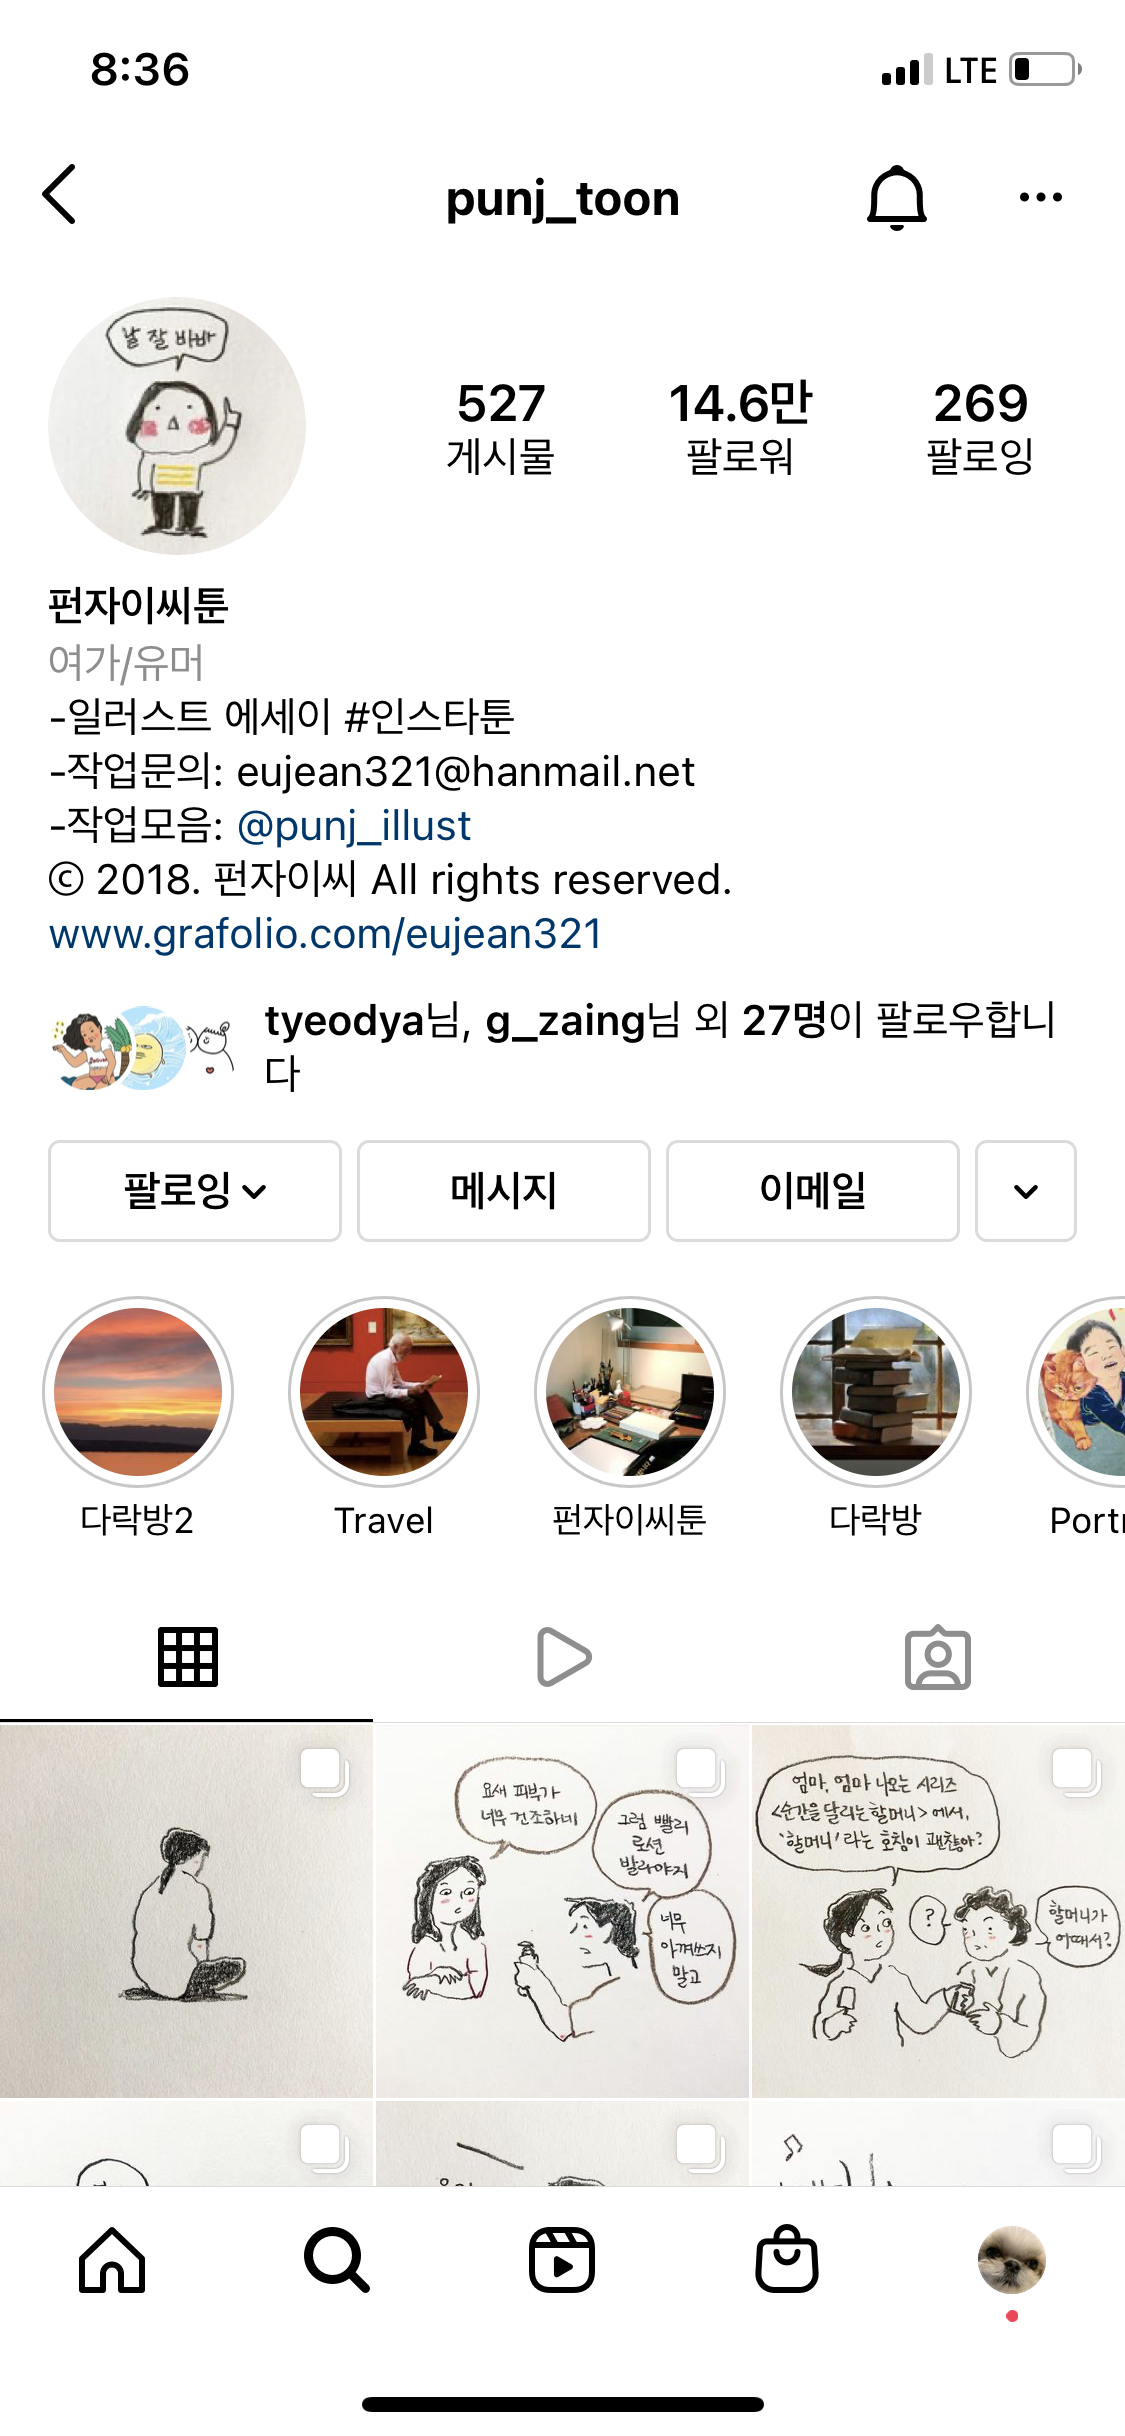 8:36
LTE
punj_toon
날 잘 봐봐
527
게시물
14.6만
팔로워
269
팔로잉
펀자이씨툰
여가/유머
-일러스트 에세이 #인스타툰
-작업문의: eujean321@hanmail.net
-작업모음: @punj_illust
© 2018. 펀자이씨 All rights reserved.
www.grafolio.com/eujean321
tyeodya님, g_zaing님 외 27명이 팔로우합니
다
팔로잉
메시지
이메일
다락방2
Travel
펀자이씨툰
다락방
Portr
요새 피부가
너무 건조하네
그럼 빨리
로션
발라야지
너무
아껴쓰지
말고
엄마, 엄마 나오는 시리즈
<순간을 달리는 할머니> 에서,
'할머니' 라는 호칭이 괜찮아?
?
할머니가
어때서?